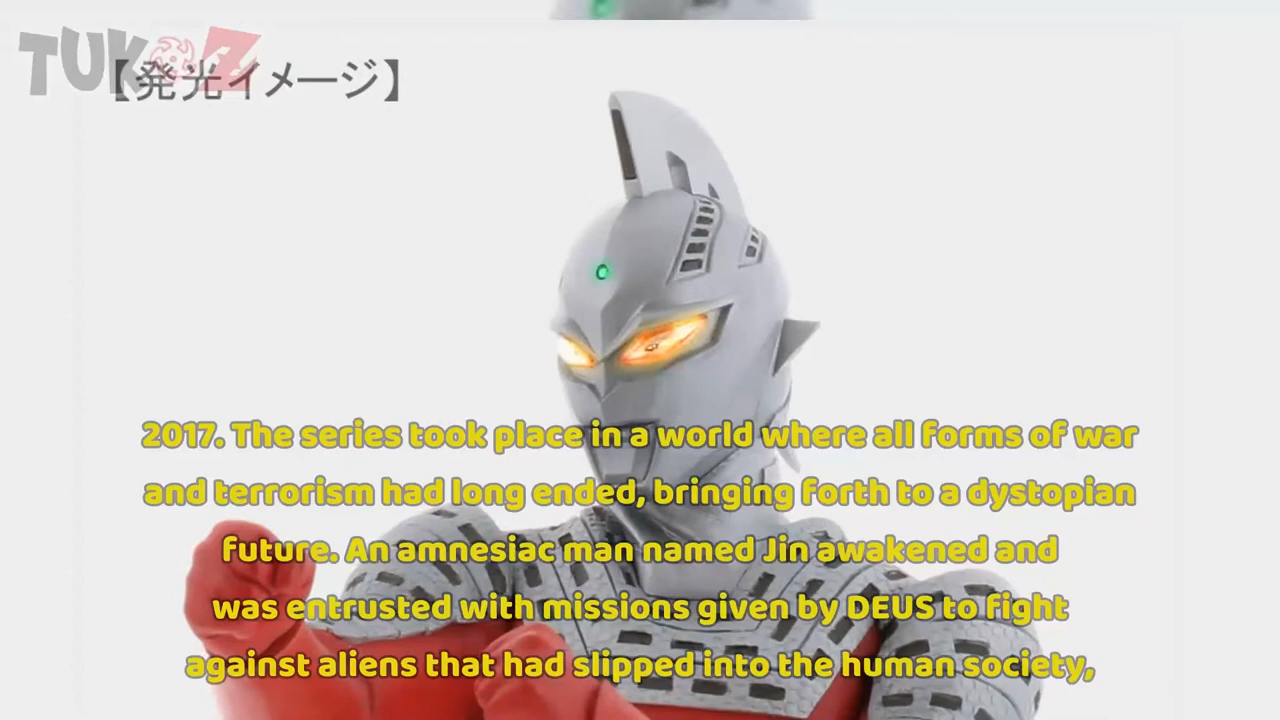 TUK Z
【発光イメージ】
2017. The series took place in a world where all forms of war
and terrorism had long ended, bringing forth to a dystopian
future. An amnesiac man named Jin awakened and
was entrusted with missions given by DEUS to fight
against aliens that had slipped into the human society,